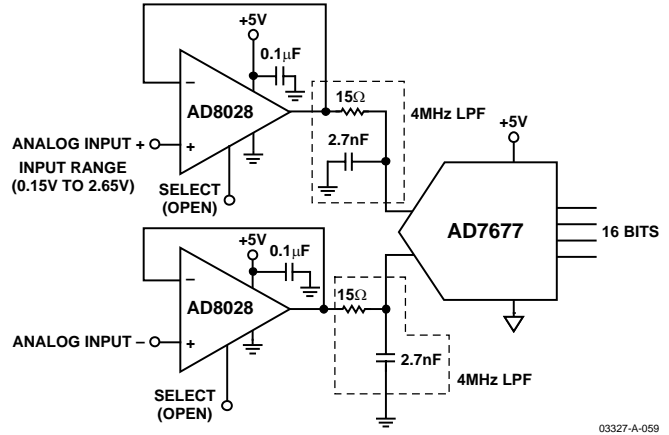 +5V
0.1μF
−
AD8028
+
ANALOG INPUT +
INPUT RANGE
(0.15V TO 2.65V)
SELECT
(OPEN)
15Ω
4MHz LPF
2.7nF
+5V
AD7677
16 BITS
+5V
0.1μF
−
AD8028
+
ANALOG INPUT −
SELECT
(OPEN)
15Ω
2.7nF
4MHz LPF
03327-A-059